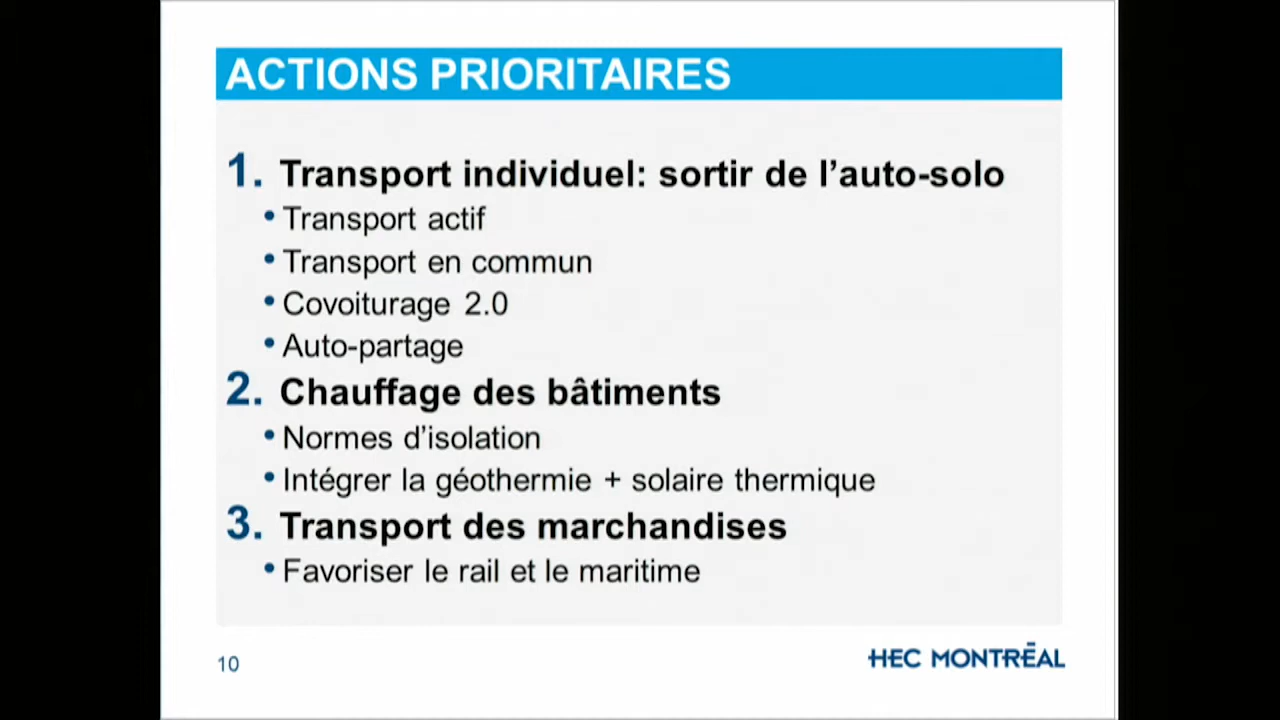 ACTIONS PRIORITAIRES
1. Transport individuel: sortir de l’auto-solo
• Transport actif
• Transport en commun
• Covoiturage 2.0
• Auto-partage
2. Chauffage des bâtiments
• Normes d’isolation
• Intégrer la géothermie + solaire thermique
3. Transport des marchandises
• Favoriser le rail et le maritime
10
HEC MONTRÉAL